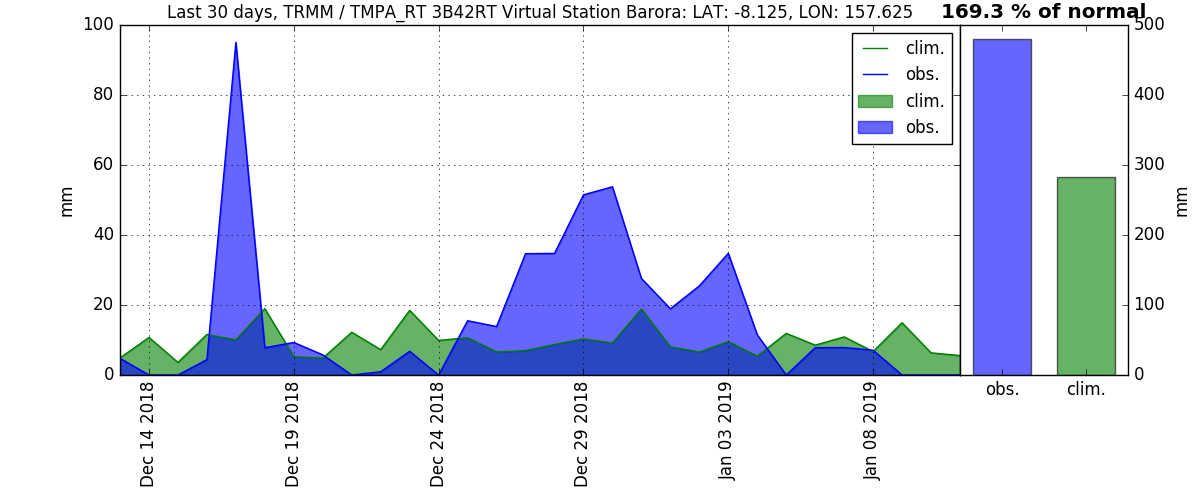 Last 30 days, TRMM / TMPA_RT 3B42RT Virtual Station Barora: LAT: -8.125, LON: 157.625
169.3 % of normal
100
80
60
40
20
0
mm
clim.
obs.
clim.
obs.
500
400
300
200
100
0
mm
Dec 14 2018
Dec 19 2018
Dec 24 2018
Dec 29 2018
Jan 03 2019
Jan 08 2019
obs.
clim.